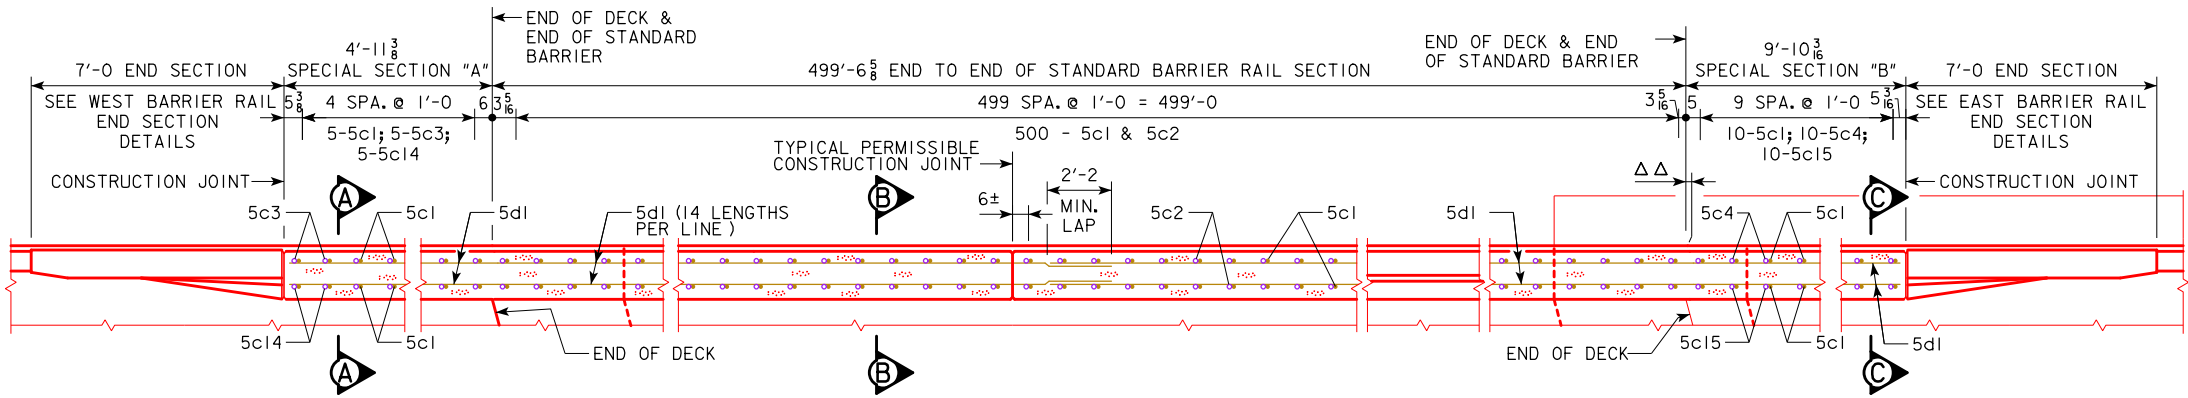 END OF DECK &
END OF STANDARD
BARRIER
END OF DECK & END
OF STANDARD BARRIER
7'-0 END SECTION
4'-11 3/8
SPECIAL SECTION "A"
499'-6 5/8 END TO END OF STANDARD BARRIER RAIL SECTION
9'-10 3/16
SPECIAL SECTION "B"
7'-0 END SECTION
SEE WEST BARRIER RAIL
END SECTION
DETAILS
5 3/8
4 SPA. @ 1'-0
6
3 5/16
499 SPA. @ 1'-0 = 499'-0
3 5/16
5
9 SPA. @ 1'-0
5 3/16
SEE EAST BARRIER RAIL
END SECTION
DETAILS
5-5c1; 5-5c3;
5-5c14
500 - 5c1 & 5c2
10-5c1; 10-5c4;
10-5c15
TYPICAL PERMISSIBLE
CONSTRUCTION JOINT
CONSTRUCTION JOINT
A
B
2'-2
MIN.
LAP
6±
Δ Δ
C
CONSTRUCTION JOINT
5c3
5c1
5d1
5d1 (14 LENGTHS
PER LINE)
5c2
5c1
5d1
5c4
5c1
5c14
5c1
END OF DECK
END OF DECK
5c15
5c1
5d1
A
B
C